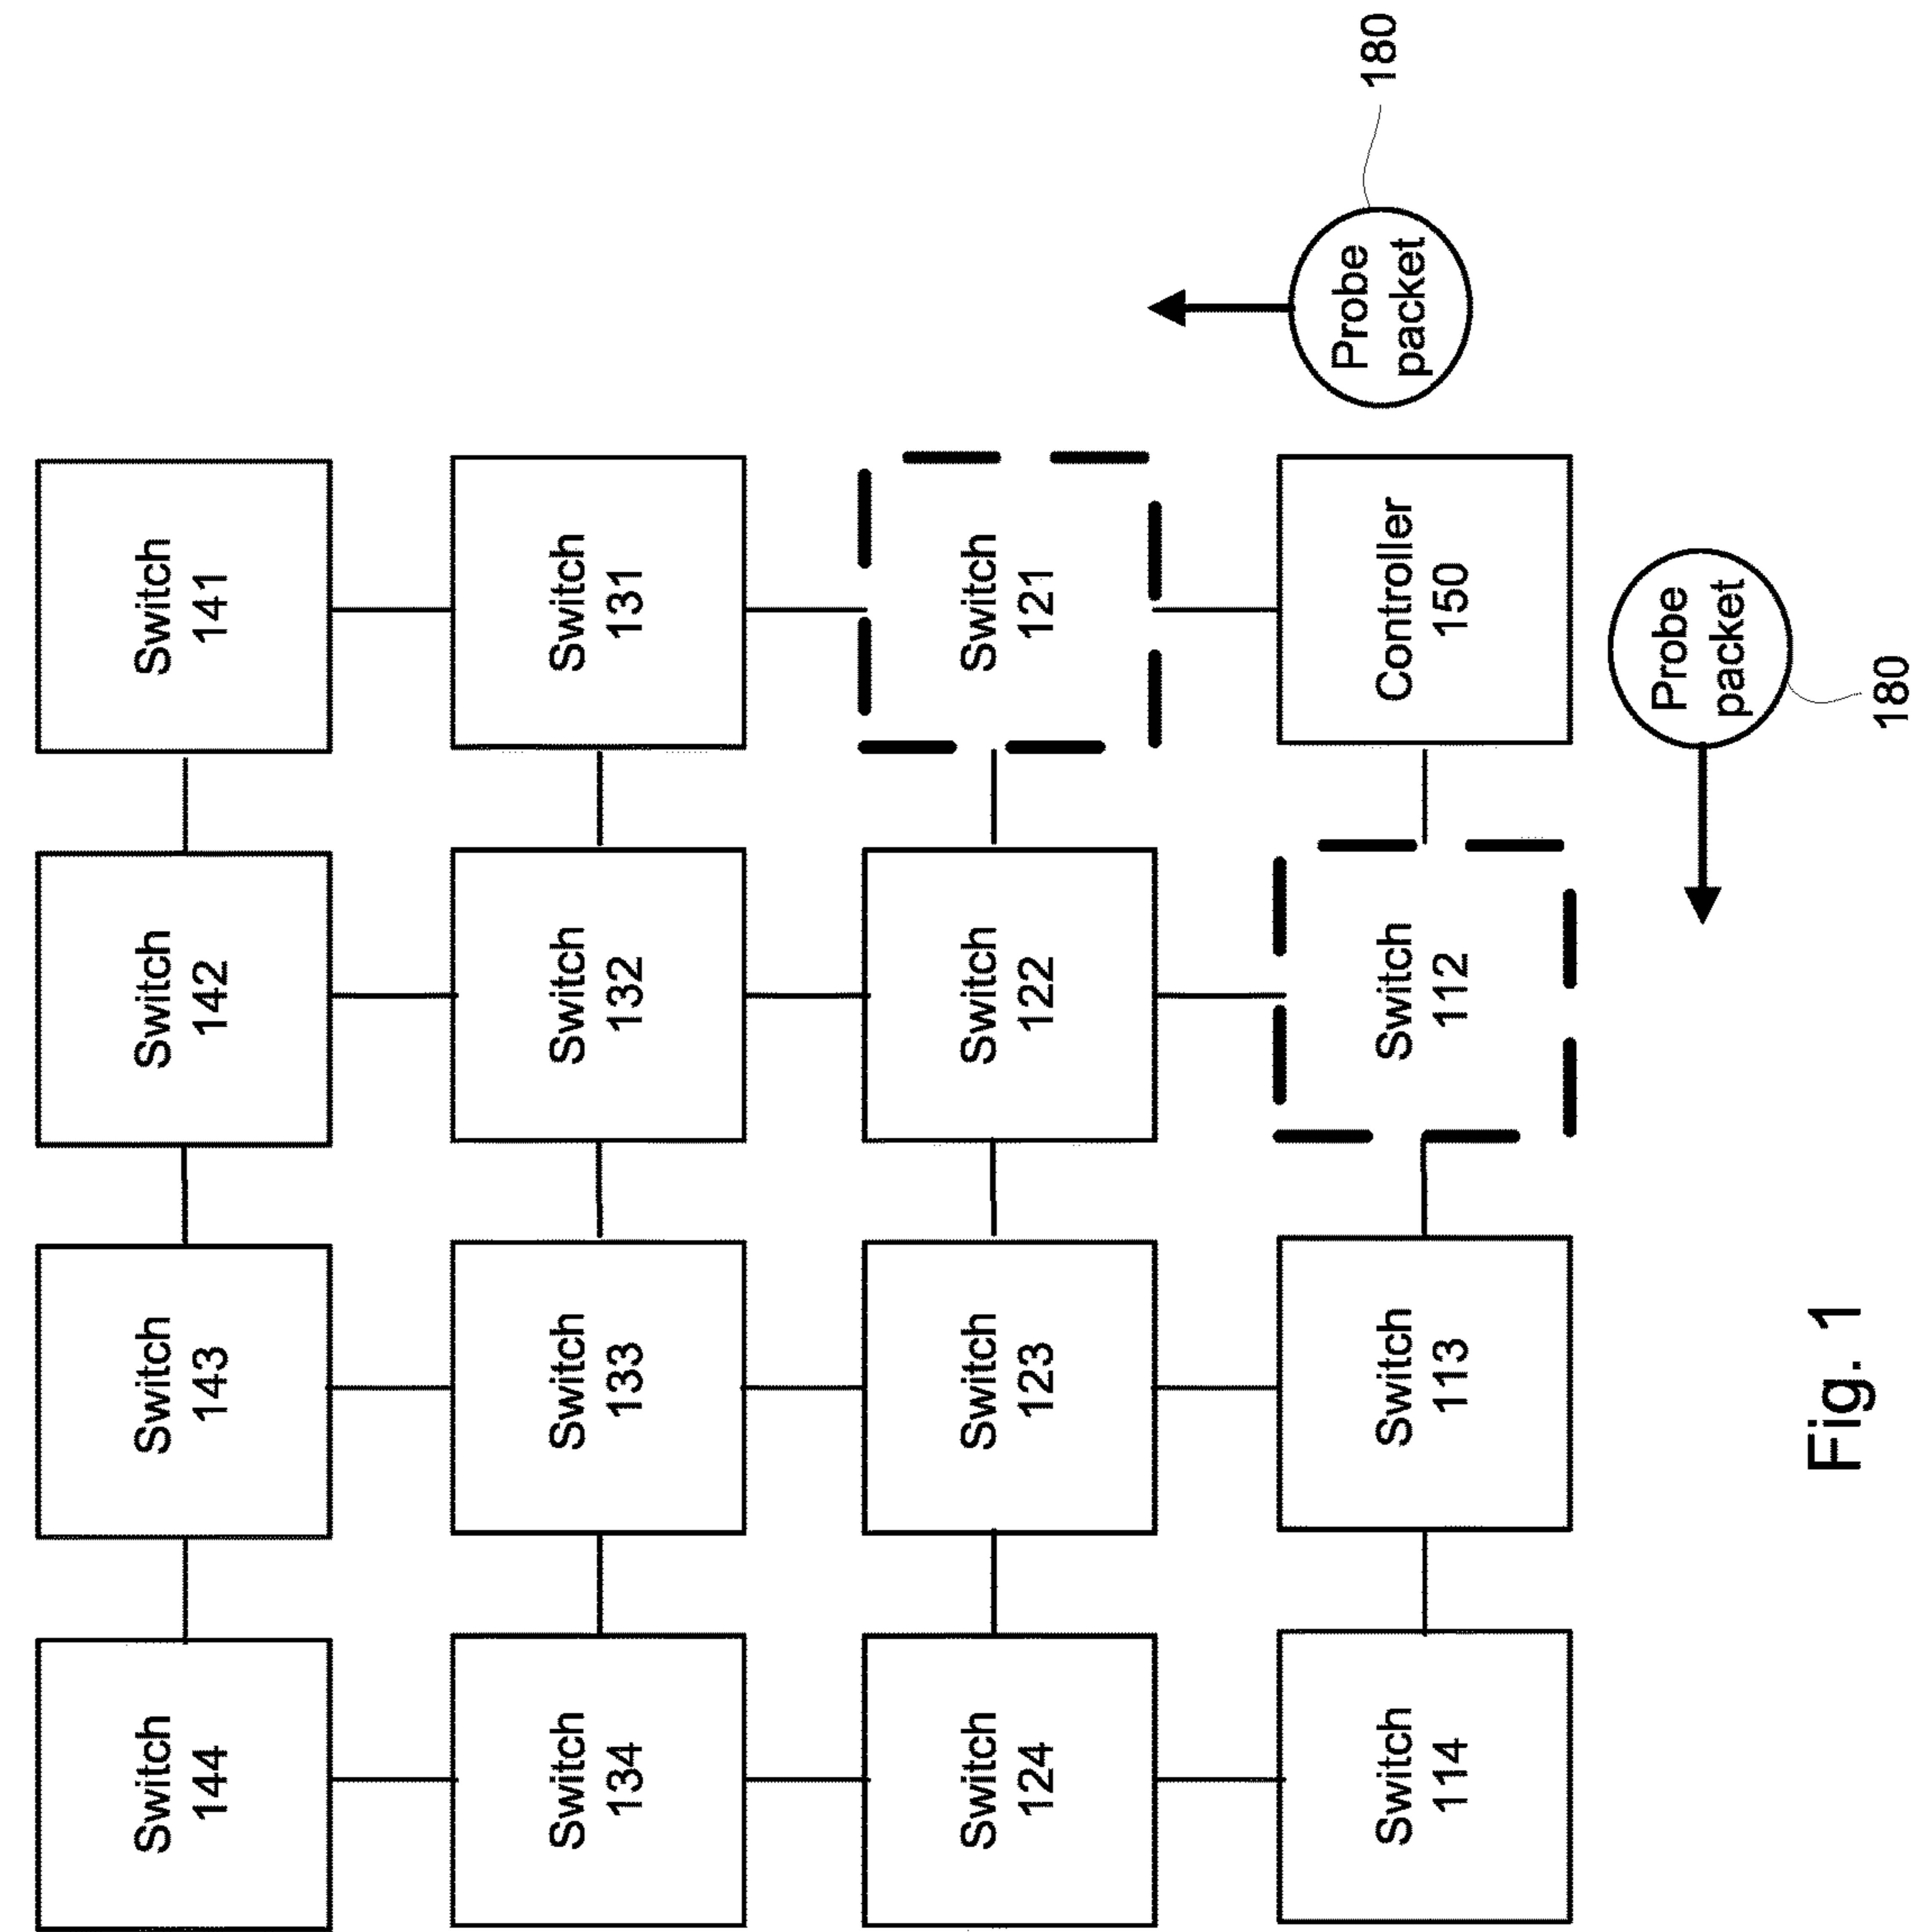 Switch
144
Switch
143
Switch
142
Switch
141
Switch
134
Switch
133
Switch
132
Switch
131
Switch
124
Switch
123
Switch
122
Switch
121
Switch
114
Switch
113
Switch
112
Controller
150
Probe
packet
180
Probe
packet
180
Fig. 1